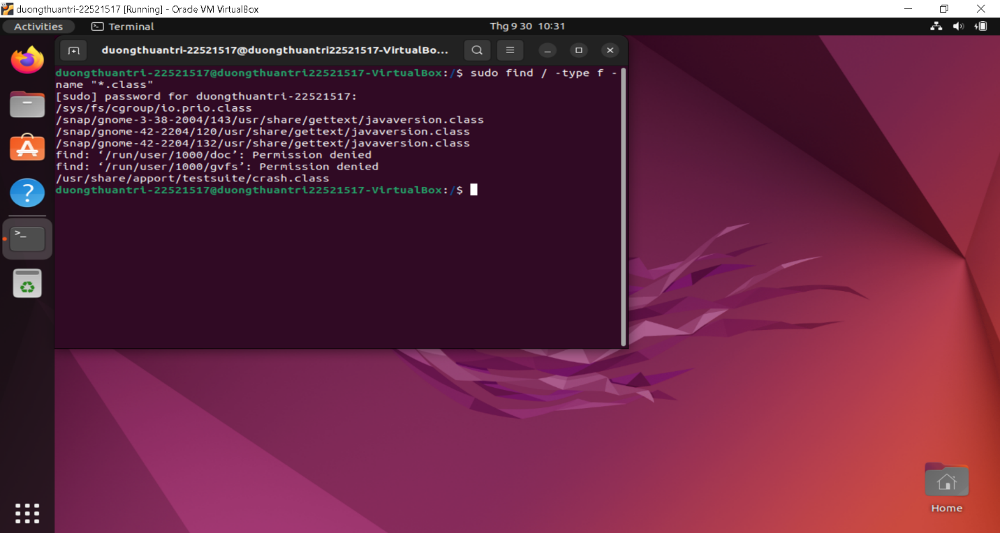 duongthuantri-22521517 [Running] - Oracle VM VirtualBox
Activities
Terminal
Thg 9 30 10:31
duongthuantri-22521517@duongthuantri22521517-VirtualBo...
duongthuantri-22521517@duongthuantri22521517-VirtualBox:/$ sudo find / -type f -
name "*.class"
[sudo] password for duongthuantri-22521517:
/sys/fs/cgroup/io.prio.class
/snap/gnome-3-38-2004/143/usr/share/gettext/javaversion.class
/snap/gnome-42-2204/120/usr/share/gettext/javaversion.class
/snap/gnome-42-2204/132/usr/share/gettext/javaversion.class
find: ‘/run/user/1000/doc’: Permission denied
find: ‘/run/user/1000/gvfs’: Permission denied
/usr/share/apport/testsuite/crash.class
duongthuantri-22521517@duongthuantri22521517-VirtualBox:/$
Home